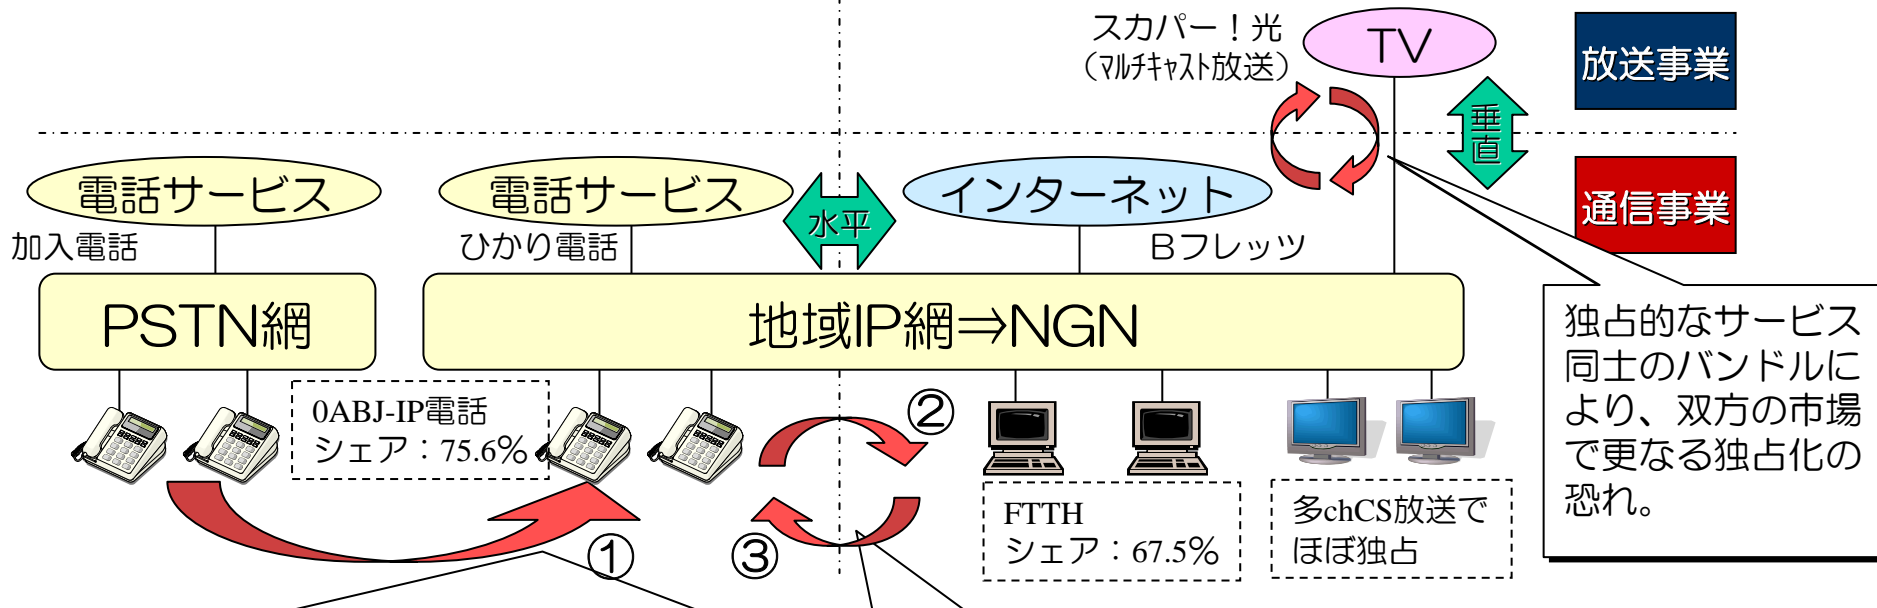 スカパー！光
（ﾏﾙﾁｷｬｽﾄ放送）
TV
放送事業
垂直
電話サービス
電話サービス
水平
インターネット
通信事業
加入電話
ひかり電話
Bフレッツ
PSTN網
地域IP網⇒NGN
独占的なサービス
同士のバンドルに
より、双方の市場
で更なる独占化の
恐れ。
0ABJ-IP電話
シェア：75.6%
②
①
③
FTTH
シェア：67.5%
多chCS放送で
ほぼ独占